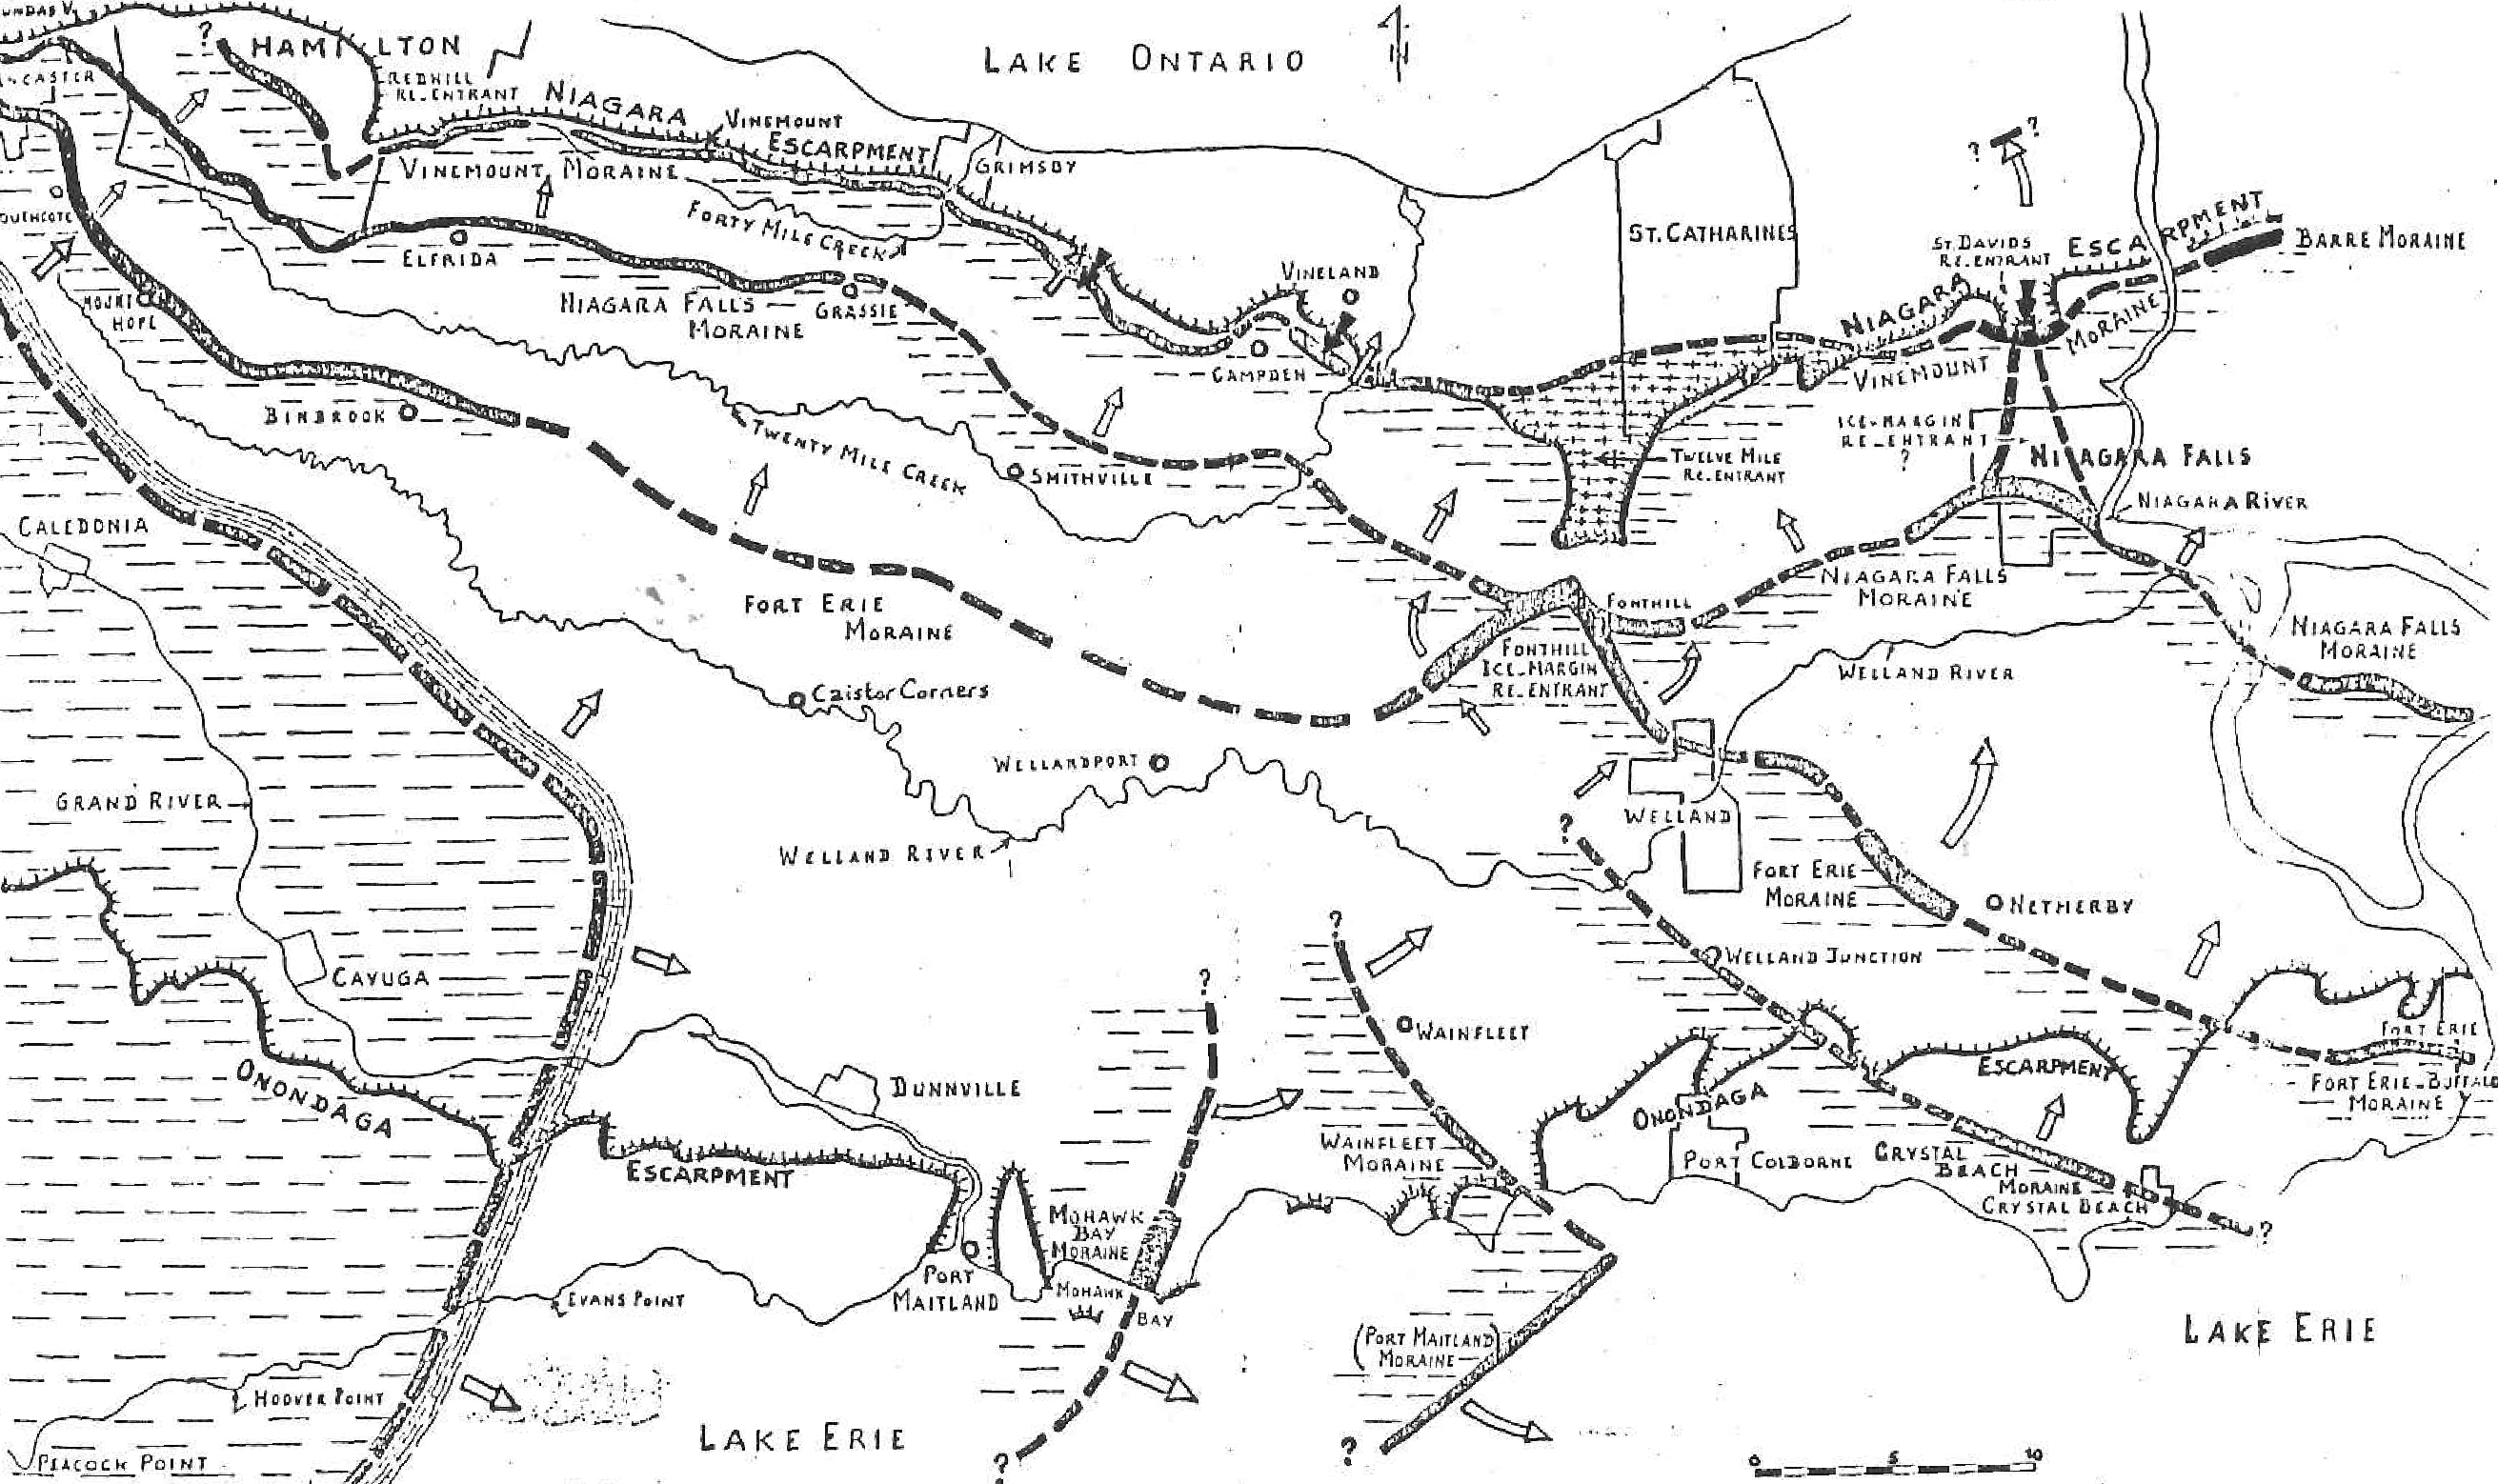 HAMILTON
?
LAKE ONTARIO
REDHILL
RE-ENTRANT
NIAGARA
ESCARPMENT
VINEMOUNT
VINEMOUNT MORAINE
GRIMSBY
FORTY MILE CREEK
ELFRIDA
NIAGARA FALLS
MORAINE
GRASSIE
MOUNT
HOPE
BINBROOK
TWENTY MILE CREEK
SMITHVILLE
VINELAND
CAMPDEN
ST. CATHARINES
TWELVE MILE
RE-ENTRANT
?
?
ST. DAVIDS
RE-ENTRANT
NIAGARA
ESCARPMENT
BARRE MORAINE
VINEMOUNT
MORAINE
ICE-MARGIN
RE-ENTRANT
?
NIAGARA FALLS
NIAGARA RIVER
NIAGARA FALLS
MORAINE
NIAGARA FALLS
MORAINE
CALEDONIA
FORT ERIE
MORAINE
FONTHILL
FONTHILL
ICE-MARGIN
RE-ENTRANT
WELLAND RIVER
Caistor Corners
WELLANDPORT
GRAND RIVER
WELLAND RIVER
WELLAND
?
FORT ERIE
MORAINE
NETHERBY
WELLAND JUNCTION
CAYUGA
?
?
WAINFLEET
ONONDAGA
ESCARPMENT
DUNNVILLE
WAINFLEET
MORAINE
ONONDAGA
ESCARPMENT
PORT COLBORNE
CRYSTAL
BEACH
MORAINE
CRYSTAL BEACH
?
FORT ERIE
FORT ERIE-BUFFALO
MORAINE
MOHAWK
BAY
MORAINE
PORT
MAITLAND
MOHAWK
BAY
EVANS POINT
HOOVER POINT
PEACOCK POINT
(PORT MAITLAND)
MORAINE
?
?
LAKE ERIE
LAKE ERIE
0 5 10